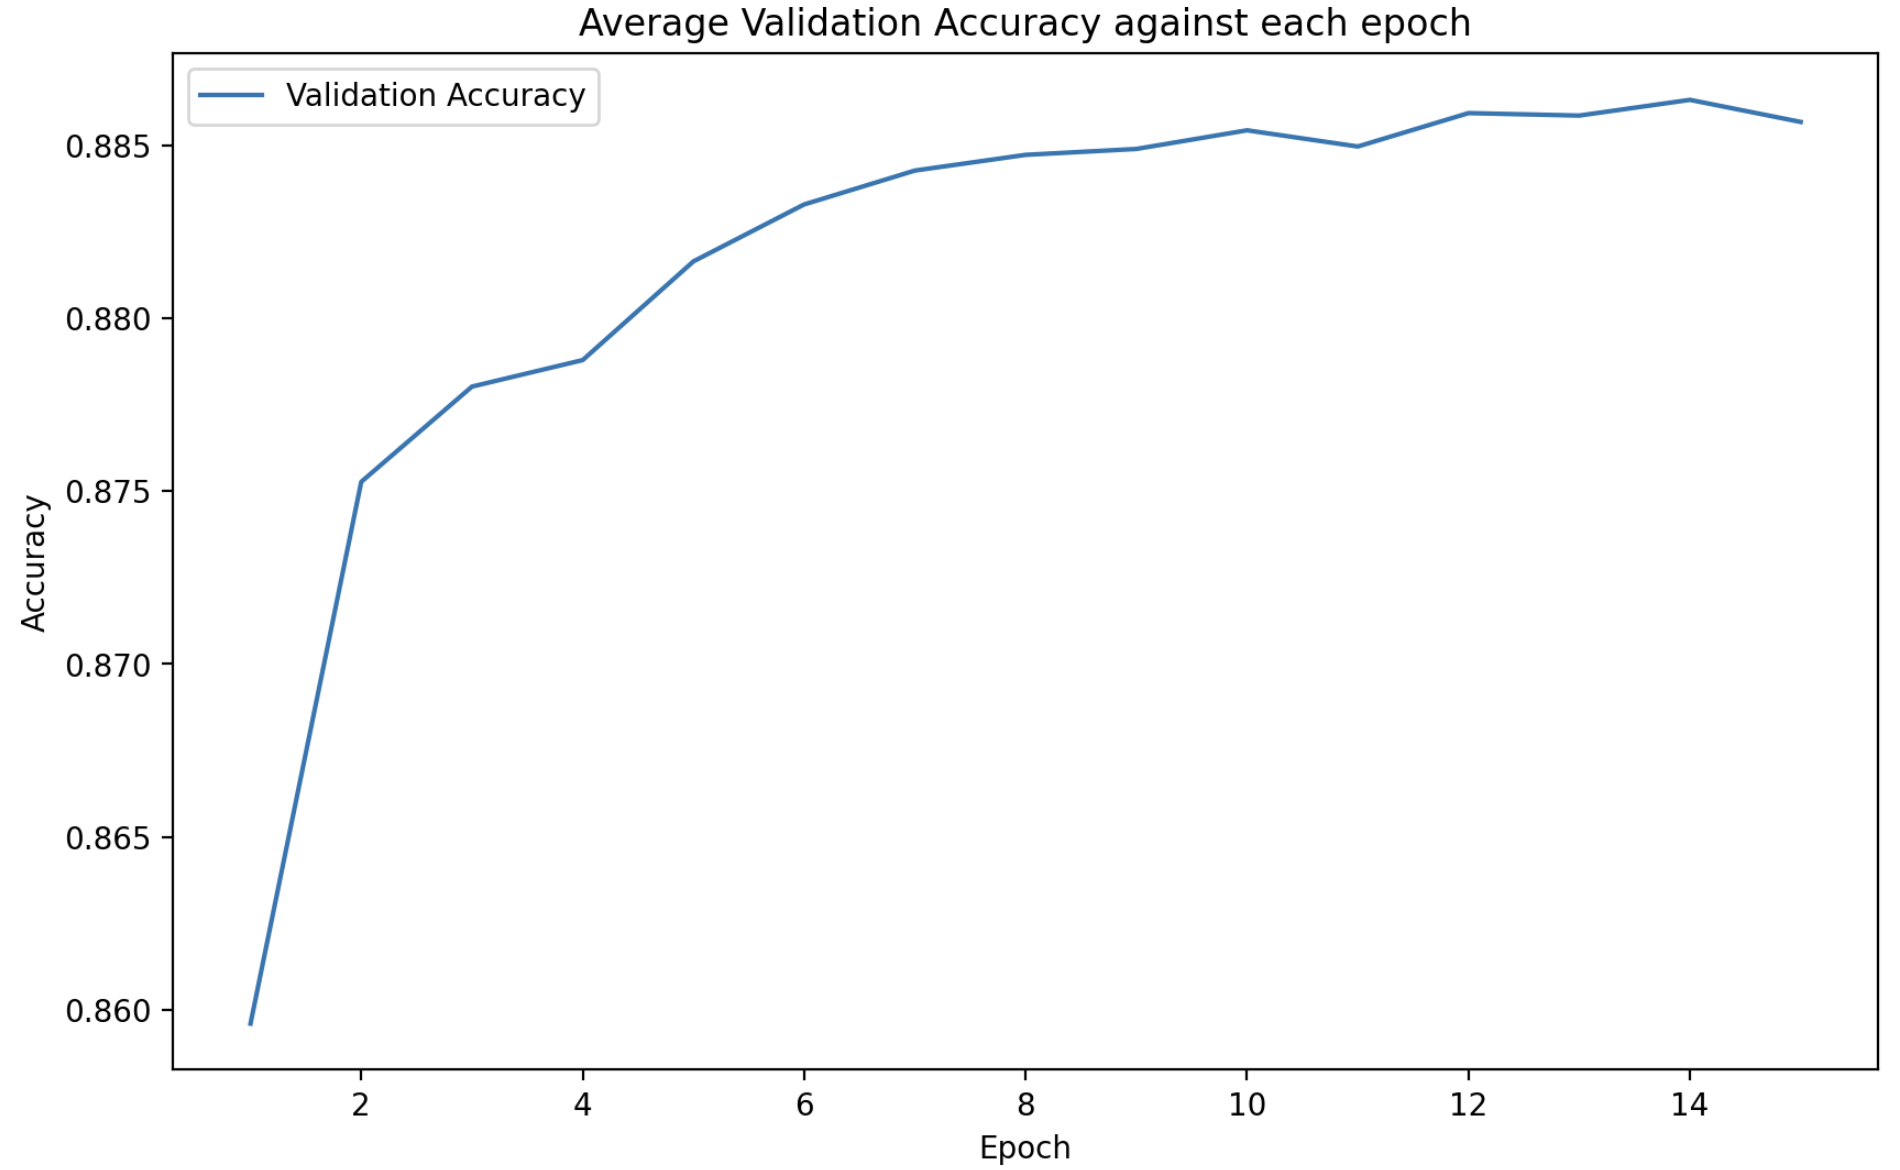 Average Validation Accuracy against each epoch
Validation Accuracy
0.885
0.880
0.875
0.870
0.865
0.860
Accuracy
2 4 6 8 10 12 14
Epoch